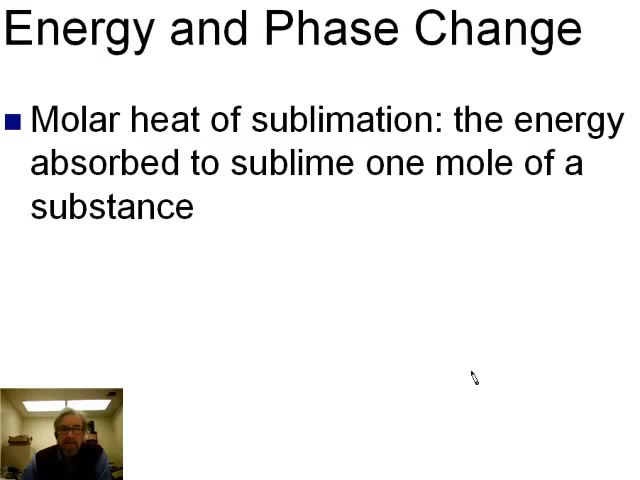 Energy and Phase Change
Molar heat of sublimation: the energy
absorbed to sublime one mole of a
substance